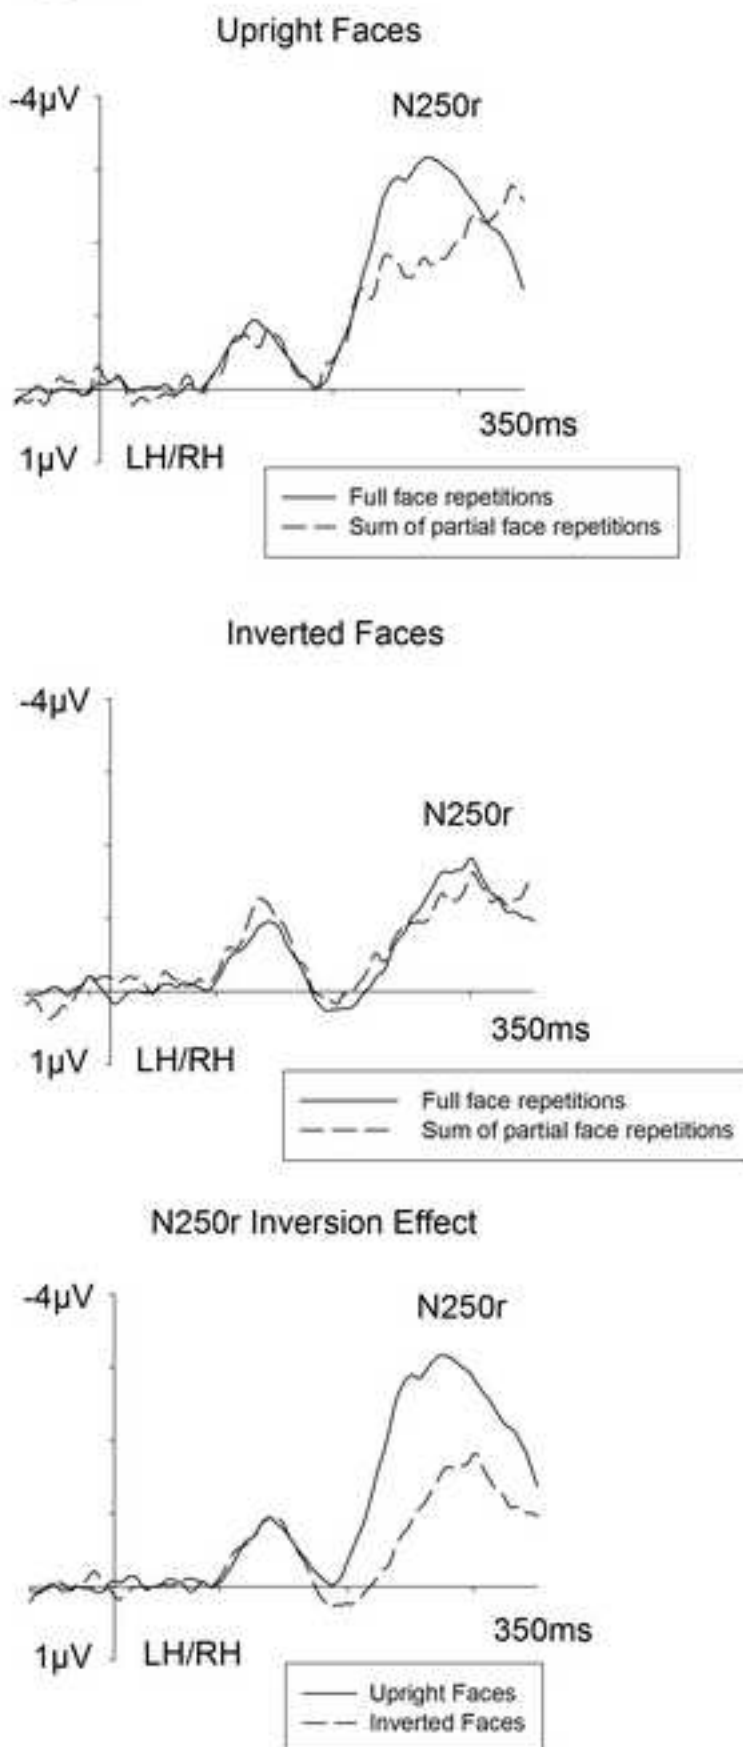 Upright Faces
-4µV
N250r
350ms
1µV
LH/RH
Full face repetitions
Sum of partial face repetitions
Inverted Faces
-4µV
N250r
350ms
1µV
LH/RH
Full face repetitions
Sum of partial face repetitions
N250r Inversion Effect
-4µV
N250r
350ms
1µV
LH/RH
Upright Faces
Inverted Faces